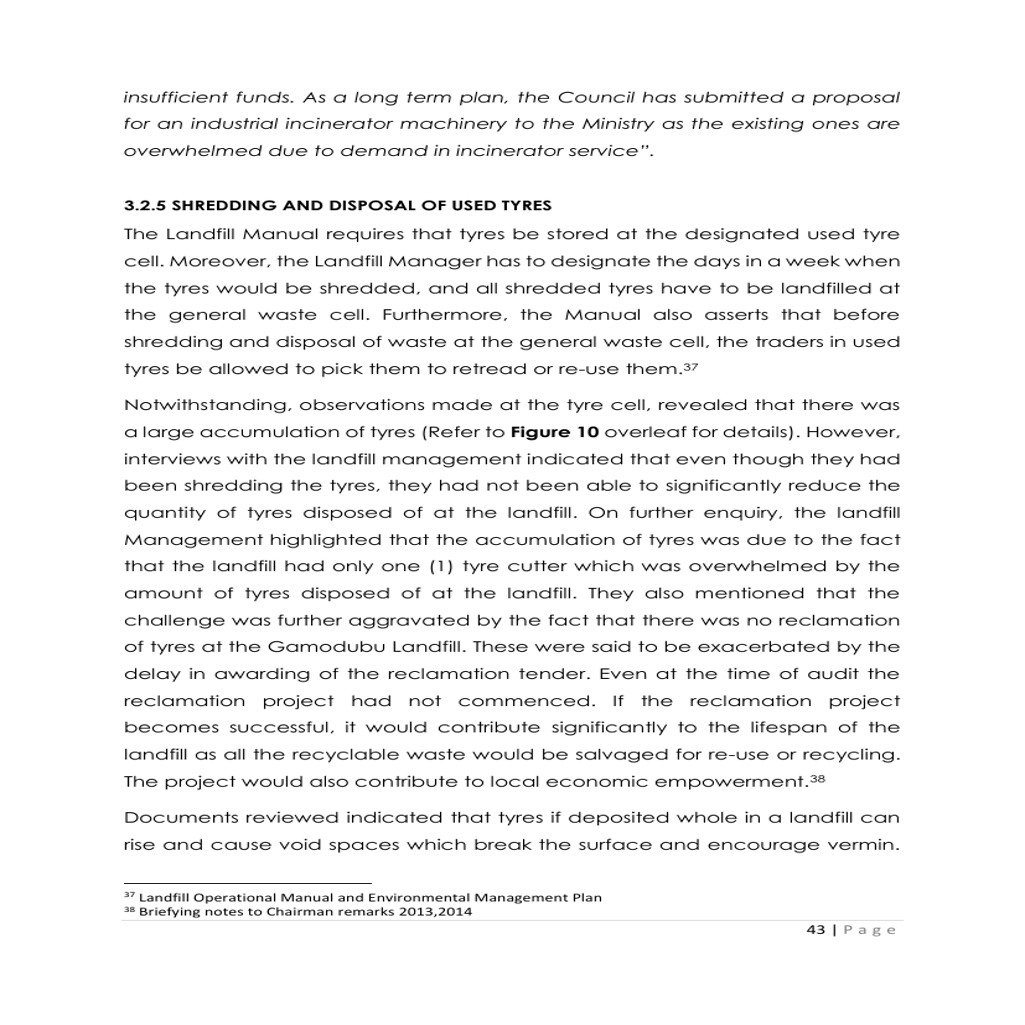 insufficient funds. As a long term plan, the Council has submitted a proposal
for an industrial incinerator machinery to the Ministry as the existing ones are
overwhelmed due to demand in incinerator service”.
3.2.5 SHREDDING AND DISPOSAL OF USED TYRES
The Landfill Manual requires that tyres be stored at the designated used tyre
cell. Moreover, the Landfill Manager has to designate the days in a week when
the tyres would be shredded, and all shredded tyres have to be landfilled at
the general waste cell. Furthermore, the Manual also asserts that before
shredding and disposal of waste at the general waste cell, the traders in used
tyres be allowed to pick them to retread or re-use them.37
Notwithstanding, observations made at the tyre cell, revealed that there was
a large accumulation of tyres (Refer to Figure 10 overleaf for details). However,
interviews with the landfill management indicated that even though they had
been shredding the tyres, they had not been able to significantly reduce the
quantity of tyres disposed of at the landfill. On further enquiry, the landfill
Management highlighted that the accumulation of tyres was due to the fact
that the landfill had only one (1) tyre cutter which was overwhelmed by the
amount of tyres disposed of at the landfill. They also mentioned that the
challenge was further aggravated by the fact that there was no reclamation
of tyres at the Gamodubu Landfill. These were said to be exacerbated by the
delay in awarding of the reclamation tender. Even at the time of audit the
reclamation project had not commenced. If the reclamation project
becomes successful, it would contribute significantly to the lifespan of the
landfill as all the recyclable waste would be salvaged for re-use or recycling.
The project would also contribute to local economic empowerment.38
Documents reviewed indicated that tyres if deposited whole in a landfill can
rise and cause void spaces which break the surface and encourage vermin.
37 Landfill Operational Manual and Environmental Management Plan
38 Briefying notes to Chairman remarks 2013,2014
43 | Page